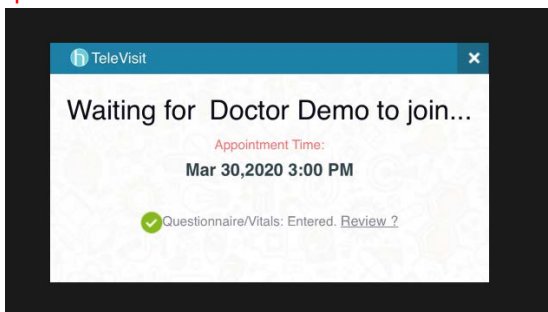 TeleVisit
Waiting for Doctor Demo to join...
Appointment Time:
Mar 30,2020 3:00 PM
Questionnaire/Vitals: Entered. Review ?